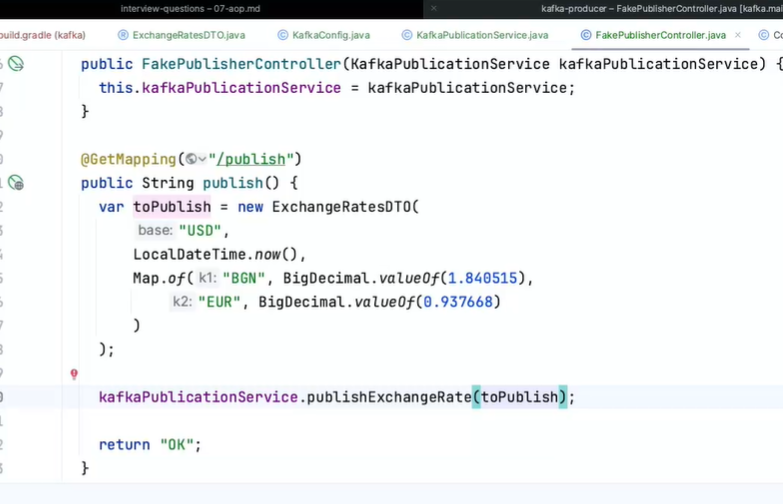 interview-questions – 07-aop.md
kafka-producer – FakePublisherController.java [kafka.mai
build.gradle (kafka)
ExchangeRatesDTO.java
KafkaConfig.java
KafkaPublicationService.java
FakePublisherController.java
Co
public FakePublisherController(KafkaPublicationService kafkaPublicationService) {
this.kafkaPublicationService = kafkaPublicationService;
}
@GetMapping("/publish")
public String publish() {
var toPublish = new ExchangeRatesDTO(
base: "USD",
LocalDateTime.now(),
Map.of( k1: "BGN", BigDecimal.valueOf(1.840515),
k2: "EUR", BigDecimal.valueOf(0.937668)
)
);
kafkaPublicationService.publishExchangeRate(toPublish);
return "OK";
}